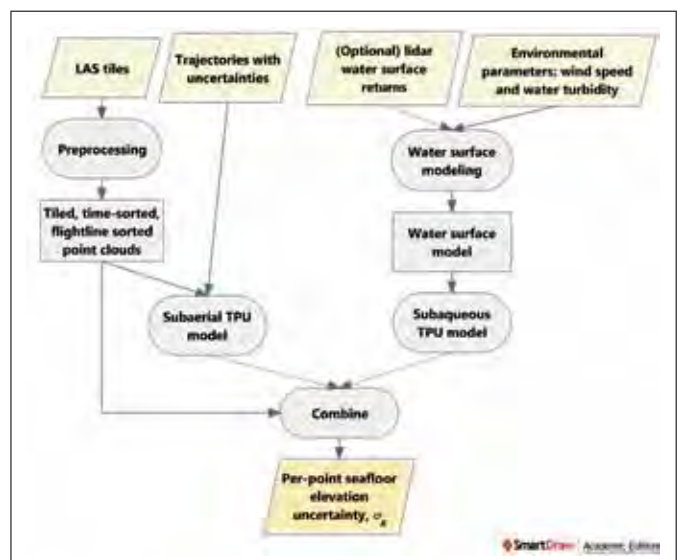 LAS tiles
Trajectories with
uncertainties
(Optional) lidar
water surface
returns
Environmental
parameters: wind speed
and water turbidity
Preprocessing
Water surface
modeling
Tiled, time-sorted,
flightline sorted
point clouds
Water surface
model
Subaerial TPU
model
Subaqueous
TPU model
Combine
Per-point seafloor
elevation
uncertainty, σz
SmartDraw Academic Edition